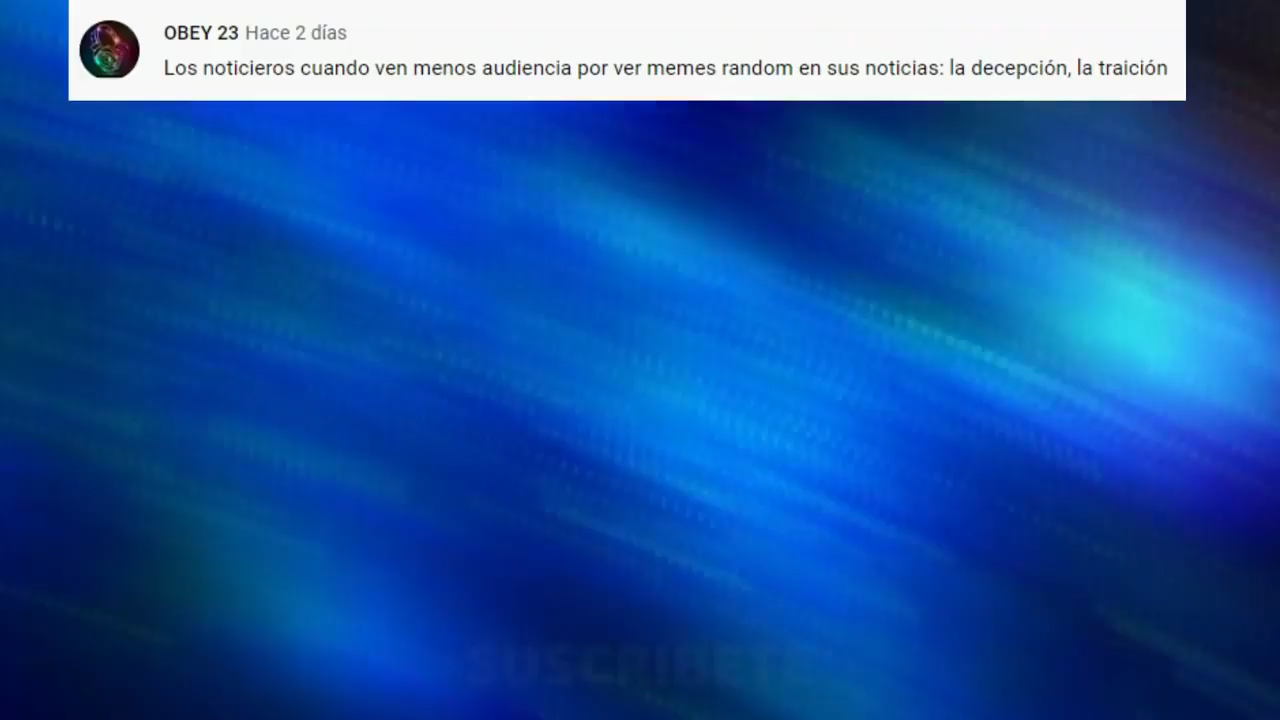 OBEY 23 Hace 2 días
Los noticieros cuando ven menos audiencia por ver memes random en sus noticias: la decepción, la traición
SUSCRIBETE